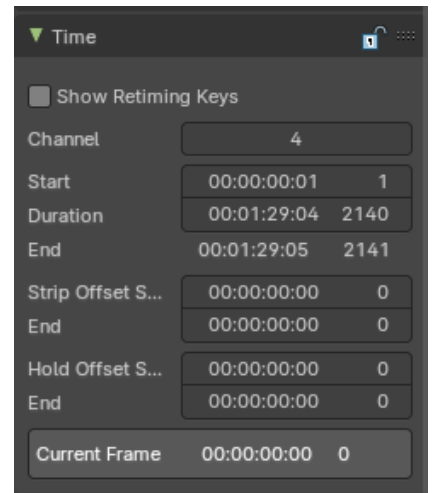 Time
Show Retiming Keys
Channel 4
Start 00:00:00:01 1
Duration 00:01:29:04 2140
End 00:01:29:05 2141
Strip Offset S... 00:00:00:00 0
End 00:00:00:00 0
Hold Offset S... 00:00:00:00 0
End 00:00:00:00 0
Current Frame 00:00:00:00 0